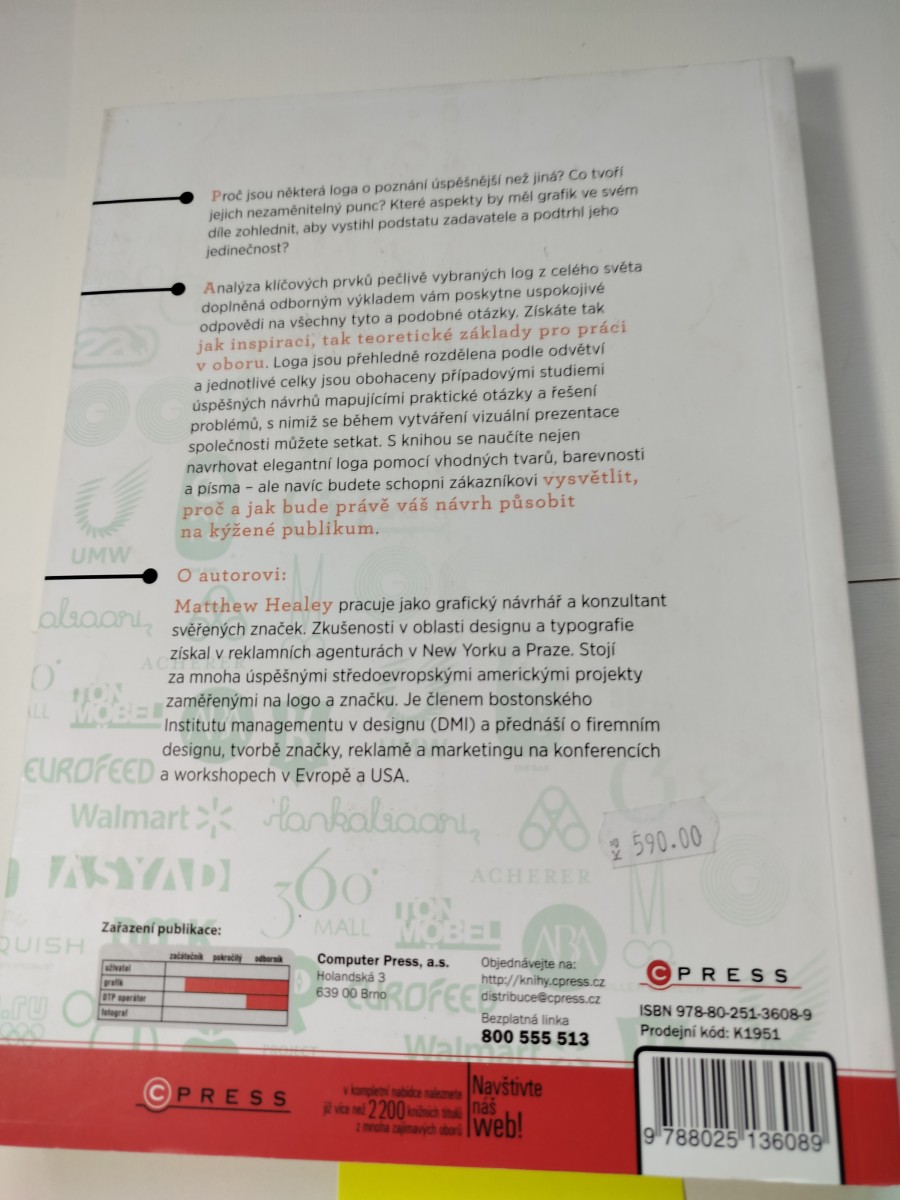 Proč jsou některá loga o poznání úspěšnější než jiná? Co tvoří
jejich nezaměnitelný punc? Které aspekty by měl grafik ve svém
díle zohlednit, aby vystihl podstatu zadavatele a podtrhl jeho
jedinečnost?
Analýza klíčových prvků pečlivě vybraných log z celého světa
doplněná odborným výkladem vám poskytne uspokojivé
odpovědi na všechny tyto a podobné otázky. Získáte tak
jak inspiraci, tak teoretické základy pro práci
v oboru. Loga jsou přehledně rozdělena podle odvětví
a jednotlivé celky jsou obohaceny případovými studiemi
úspěšných návrhů mapujícími praktické otázky a řešení
problémů, s nimiž se během vytváření vizuální prezentace
společnosti můžete setkat. S knihou se naučíte nejen
navrhovat elegantní loga pomocí vhodných tvarů, barevnosti
a písma – ale navíc budete schopni zákazníkovi vysvětlit,
proč a jak bude právě váš návrh působit
na kýžené publikum.
UMW
O autorovi:
Matthew Healey pracuje jako grafický návrhář a konzultant
svěřených značek. Zkušenosti v oblasti designu a typografie
získal v reklamních agenturách v New Yorku a Praze. Stojí
za mnoha úspěšnými středoevropskými americkými projekty
zaměřenými na logo a značku. Je členem bostonského
Institutu managementu v designu (DMI) a přednáší o firemním
designu, tvorbě značky, reklamě a marketingu na konferencích
a workshopech v Evropě a USA.
ACHERER
TON
MÖBEL
EUROFEED
Walmart
Kč 590.00
ASYAD
360°
MALL
ACHERER
TON
MÖBEL
ABA
QUISH
.RU
EUROFEED
Walmart
Zařazení publikace:
začátečník pokročilý odborník
uživatel
grafik
DTP operátor
fotograf
Computer Press, a.s.
Holandská 3
639 00 Brno
Objednávejte na:
http://knihy.cpress.cz
distribuce@cpress.cz
Bezplatná linka
800 555 513
CPRESS
ISBN 978-80-251-3608-9
Prodejní kód: K1951
CPRESS
v kompletní nabídce naleznete
již více než 2200 knižních titulů
z mnoha zajímavých oborů
Navštivte
náš
web!
9 788025 136089